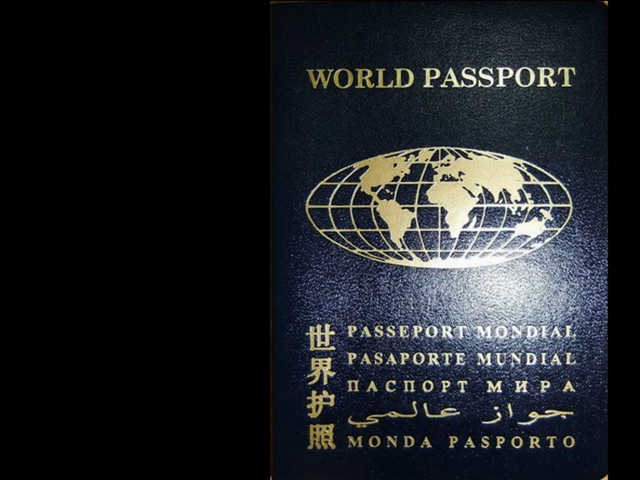 WORLD PASSPORT
世界护照
PASSEPORT MONDIAL
PASAPORTE MUNDIAL
ПАСПОРТ МИРА
جواز عالمي
MONDA PASPORTO